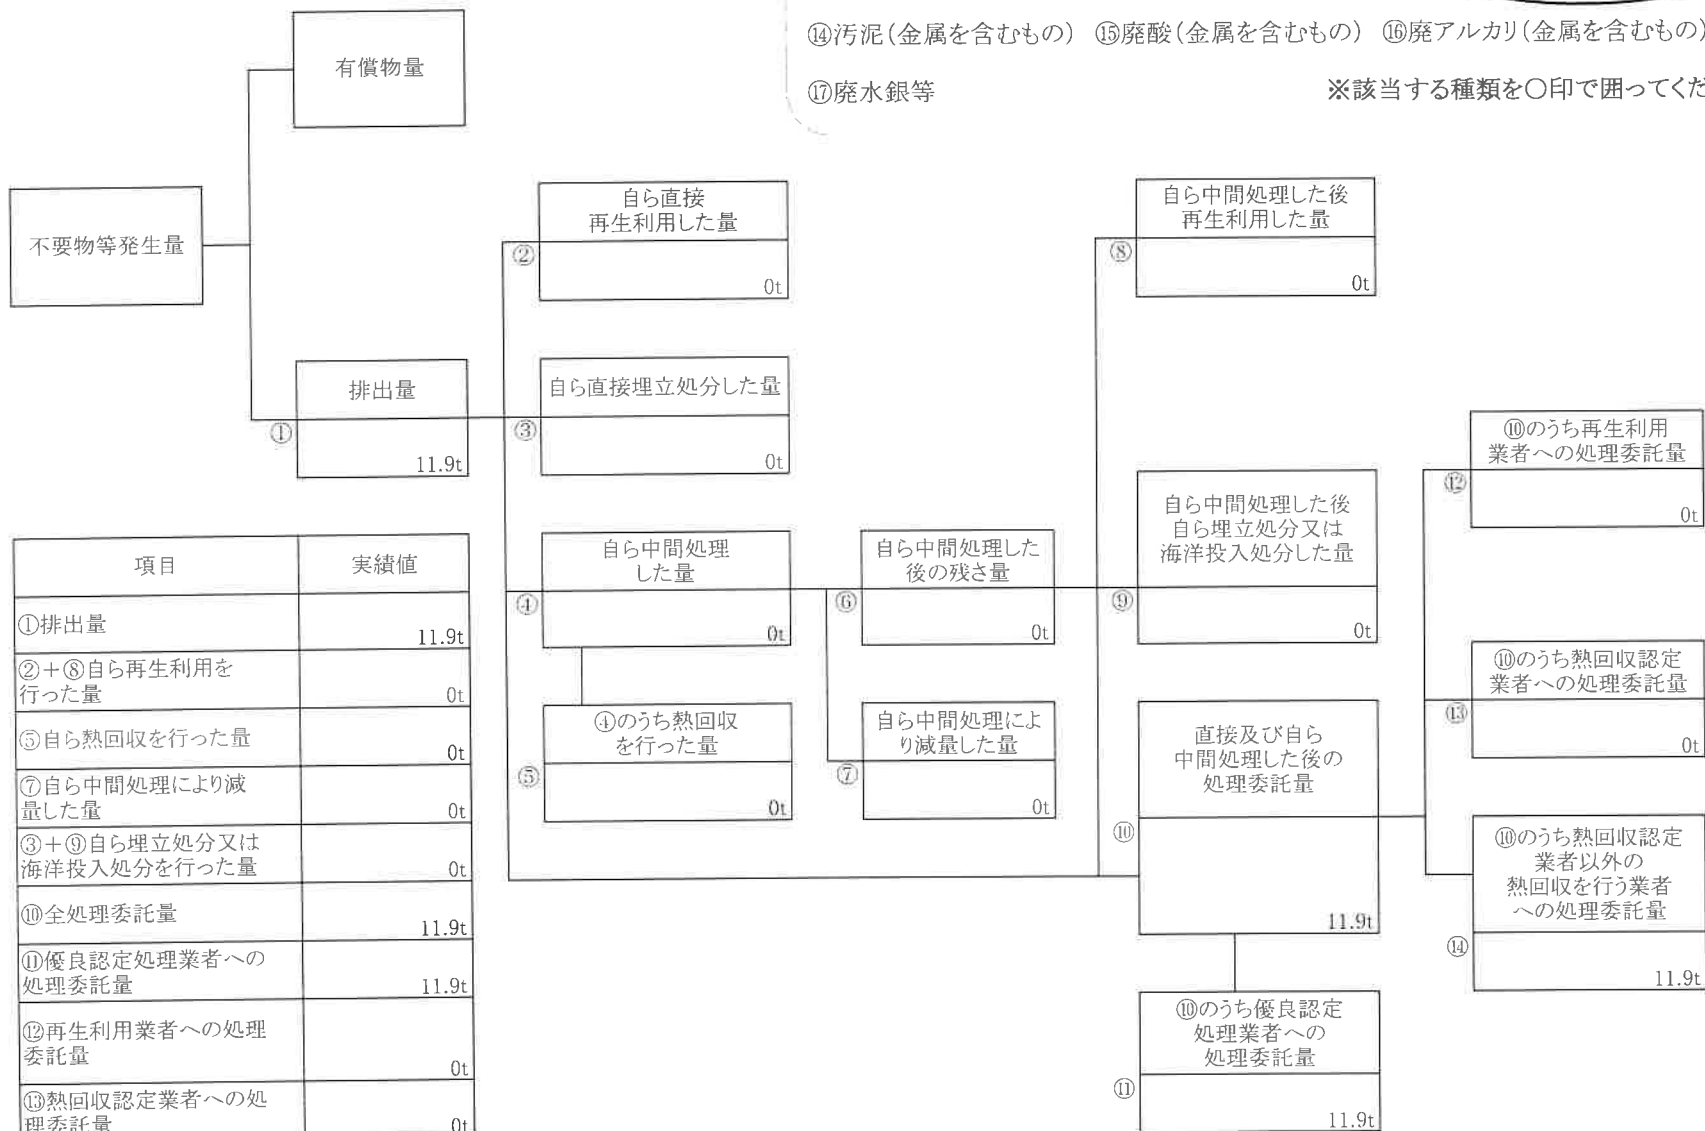 ⑭汚泥(金属を含むもの) ⑮廃酸(金属を含むもの) ⑯廃アルカリ(金属を含むもの)
⑰廃水銀等
※該当する種類を○印で囲ってくだ
有償物量
不要物等発生量
排出量
①
11.9t
自ら直接
再生利用した量
②
0t
自ら直接埋立処分した量
③
0t
自ら中間処理
した量
④
0t
④のうち熱回収
を行った量
⑤
0t
自ら中間処理した
後の残さ量
⑥
0t
自ら中間処理によ
り減量した量
⑦
0t
自ら中間処理した後
再生利用した量
⑧
0t
自ら中間処理した後
自ら埋立処分又は
海洋投入処分した量
⑨
0t
直接及び自ら
中間処理した後の
処理委託量
⑩
11.9t
⑩のうち優良認定
処理業者への
処理委託量
⑪
11.9t
⑩のうち再生利用
業者への処理委託量
⑫
0t
⑩のうち熱回収認定
業者への処理委託量
⑬
0t
⑩のうち熱回収認定
業者以外の
熱回収を行う業者
への処理委託量
⑭
11.9t
項目 実績値
①排出量
11.9t
②+⑧自ら再生利用を
行った量
0t
⑤自ら熱回収を行った量
0t
⑦自ら中間処理により減
量した量
0t
③+⑨自ら埋立処分又は
海洋投入処分を行った量
0t
⑩全処理委託量
11.9t
⑪優良認定処理業者への
処理委託量
11.9t
⑫再生利用業者への処理
委託量
0t
⑬熱回収認定業者への処
理委託量
0t